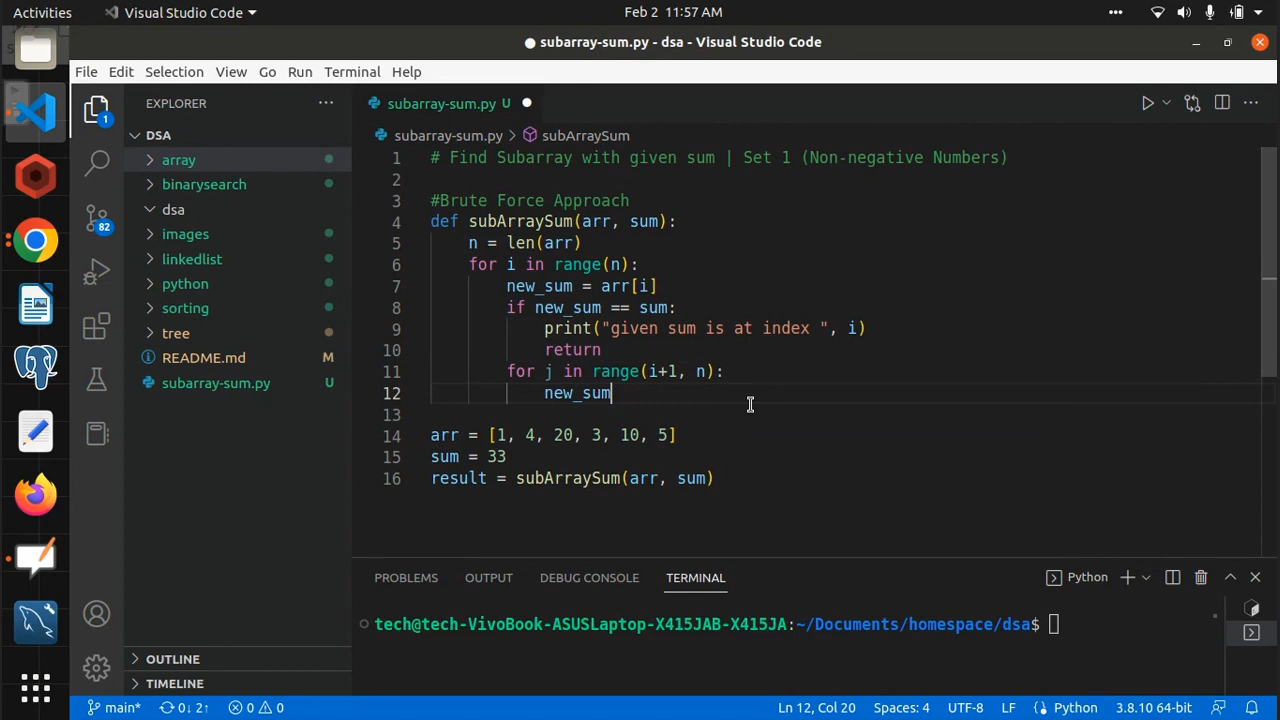 Activities
Visual Studio Code
Feb 2 11:57 AM
subarray-sum.py - dsa - Visual Studio Code
File Edit Selection View Go Run Terminal Help
EXPLORER
subarray-sum.py U
DSA
subarray-sum.py > subArraySum
array
binarysearch
dsa
images
linkedlist
python
sorting
tree
README.md M
subarray-sum.py U
1
82
1 # Find Subarray with given sum | Set 1 (Non-negative Numbers)
2
3 #Brute Force Approach
4 def subArraySum(arr, sum):
5 n = len(arr)
6 for i in range(n):
7 new_sum = arr[i]
8 if new_sum == sum:
9 print("given sum is at index ", i)
10 return
11 for j in range(i+1, n):
12 new_sum
13
14 arr = [1, 4, 20, 3, 10, 5]
15 sum = 33
16 result = subArraySum(arr, sum)
PROBLEMS OUTPUT DEBUG CONSOLE TERMINAL
Python
tech@tech-VivoBook-ASUSLaptop-X415JAB-X415JA:~/Documents/homespace/dsa$
OUTLINE
TIMELINE
main* 0↓ 2↑ 0 0
Ln 12, Col 20 Spaces: 4 UTF-8 LF Python 3.8.10 64-bit